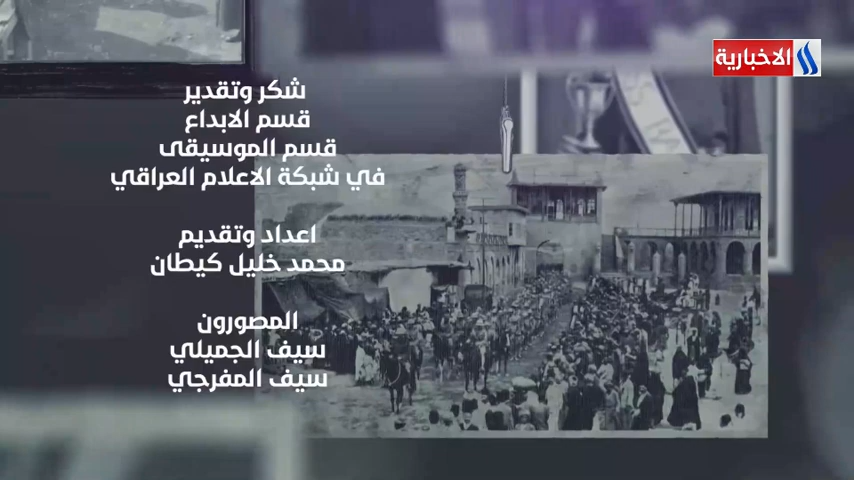 الاخبارية
شكر وتقدير
قسم الابداع
قسم الموسيقى
في شبكة الاعلام العراقي
اعداد وتقديم
محمد خليل كيطان
المصورون
سيف الجميلي
سيف المفرجي